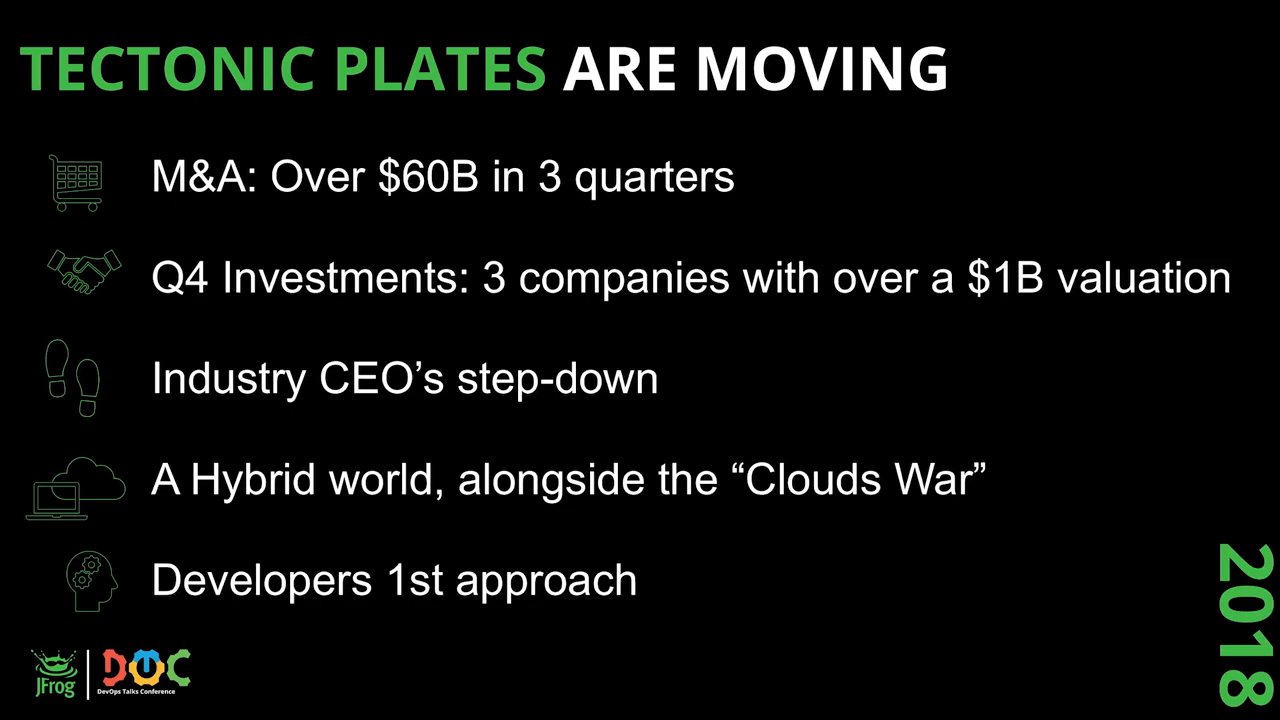 TECTONIC PLATES ARE MOVING
M&A: Over $60B in 3 quarters
Q4 Investments: 3 companies with over a $1B valuation
Industry CEO’s step-down
A Hybrid world, alongside the “Clouds War”
Developers 1st approach
2018
JFrog
DOC
DevOps Talks Conference